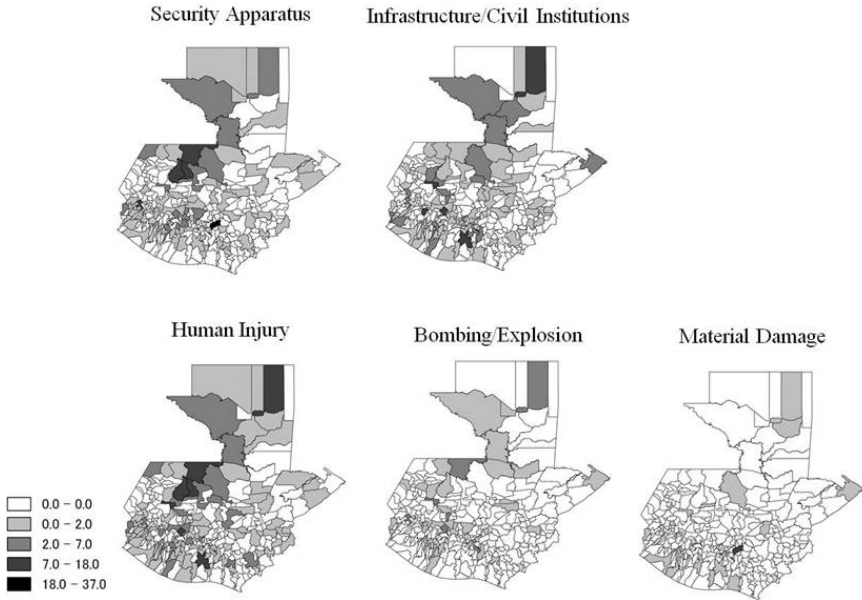 Security Apparatus
Infrastructure/Civil Institutions
Human Injury
Bombing/Explosion
Material Damage
0.0 – 0.0
0.0 – 2.0
2.0 – 7.0
7.0 – 18.0
18.0 – 37.0